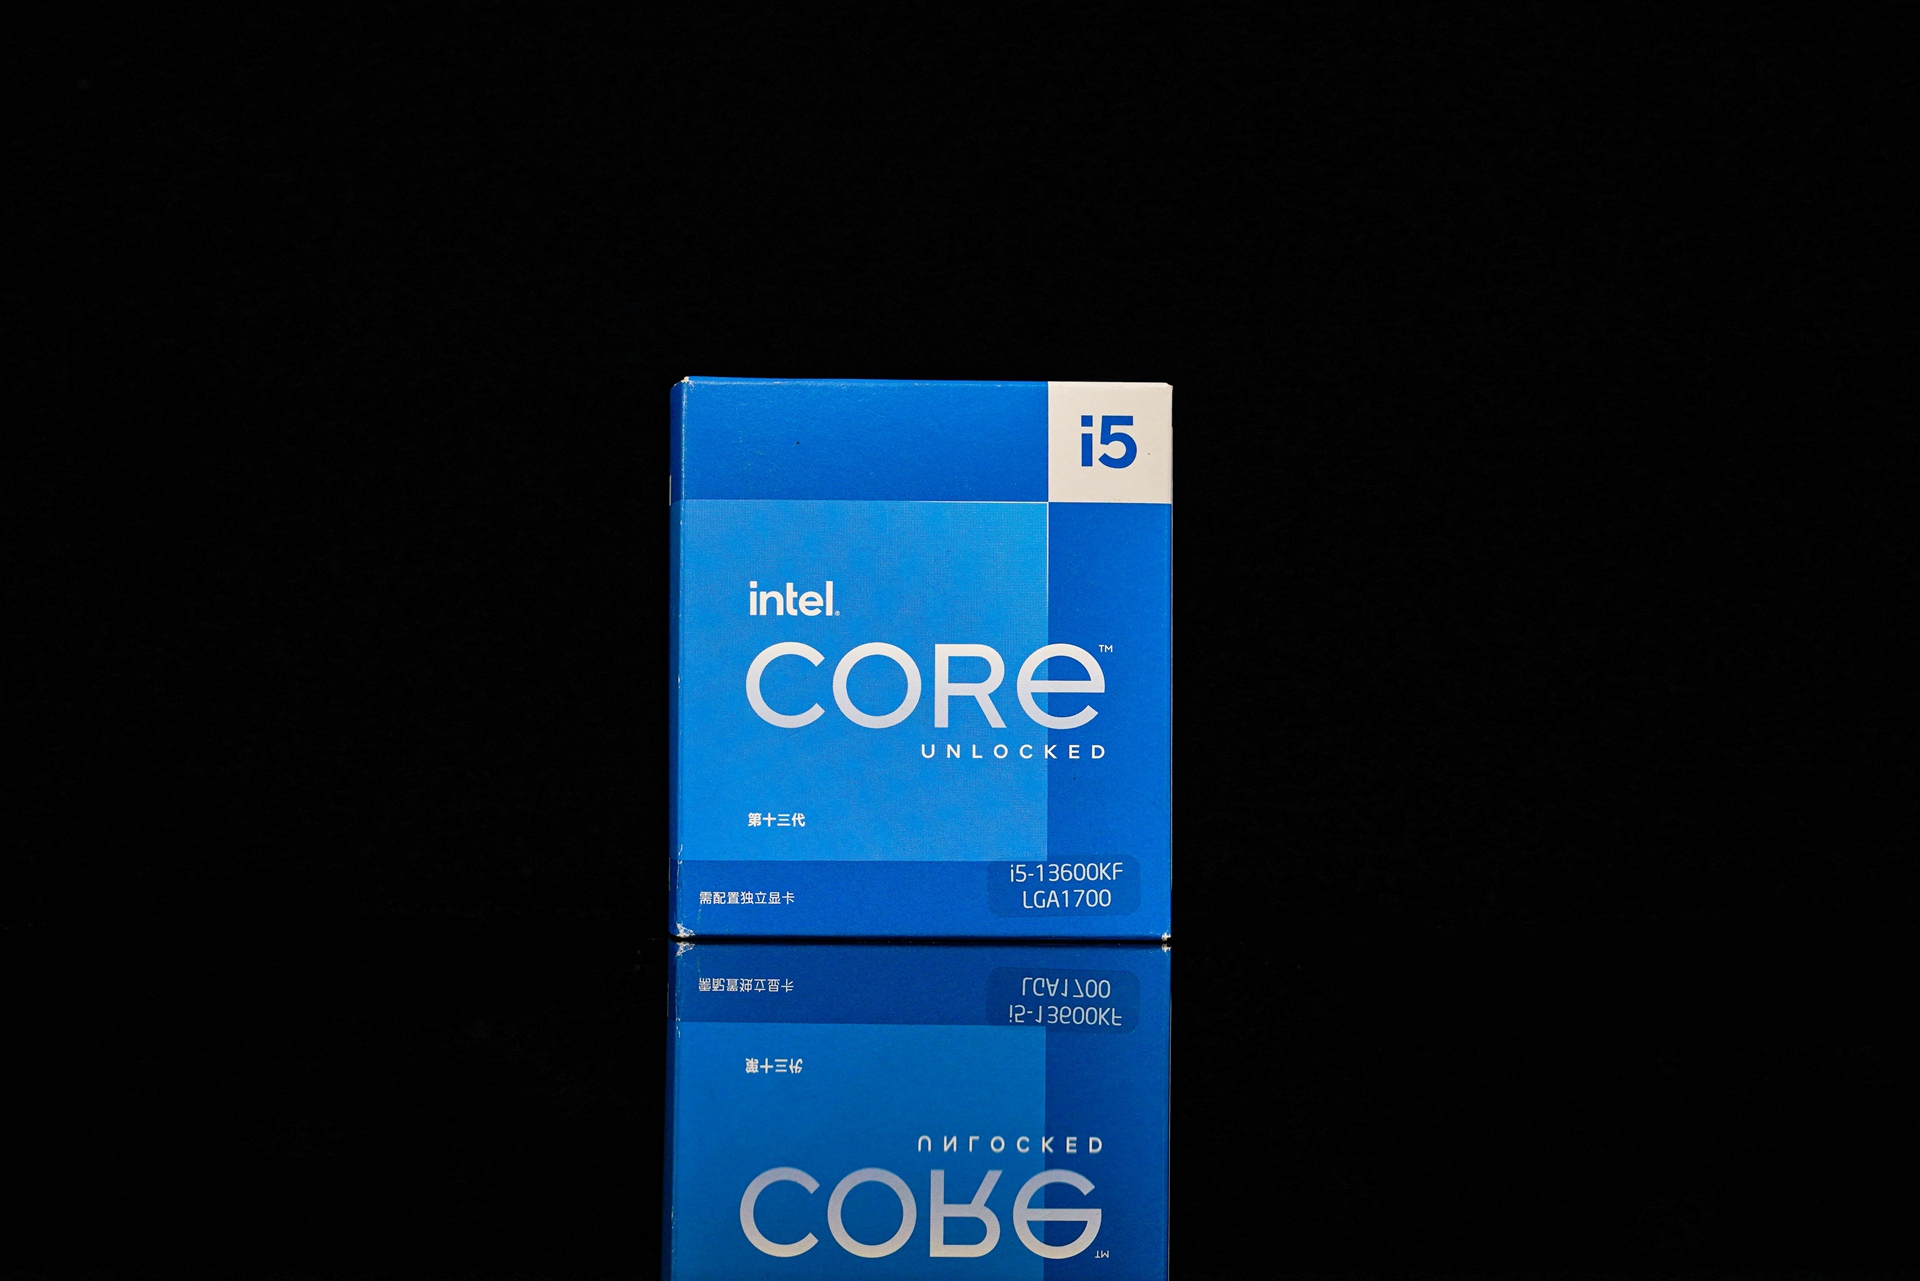 i5
intel.
CORe™
UNLOCKED
第十三代
i5-13600KF
需配置独立显卡
LGA1700